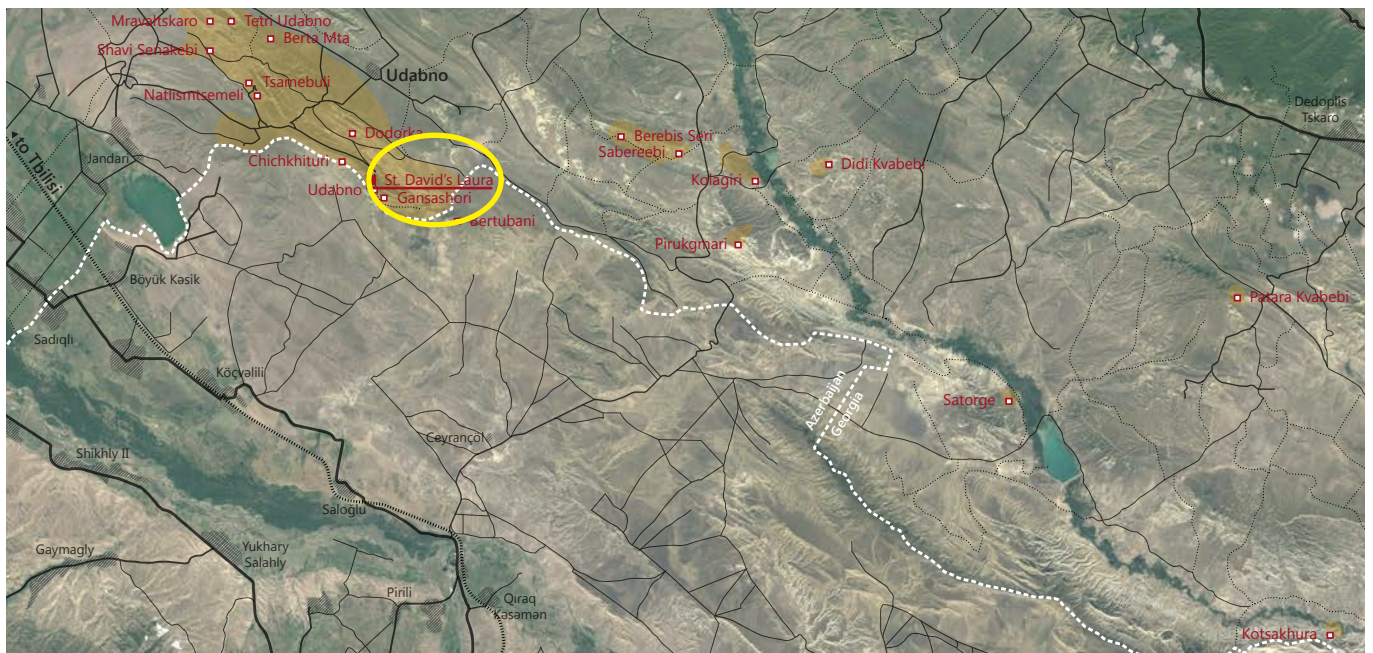 Mravaltskaro
Tetri Udabno
Berta Mta
Shavi Senakebi
Udabno
Tsamebuli
Natlismtsemeli
Dedoplis
Tskaro
Dodorka
Berebis Seri
Sabereebi
◂to Tbilisi
Jandari
Chichkhituri
Didi Kvabebi
Kolagiri
St. David's Laura
Udabno
Gansashori
Bertubani
Pirukgmari
Böyük Kəsik
Patara Kvabebi
Sadıqlı
Köçvəlili
Azerbaijan
Georgia
Satorge
Ceyrançöl
Shikhly II
Saloğlu
Gaymagly
Yukhary
Salahly
Pirili
Qıraq
Kəsəmən
Kotsakhura